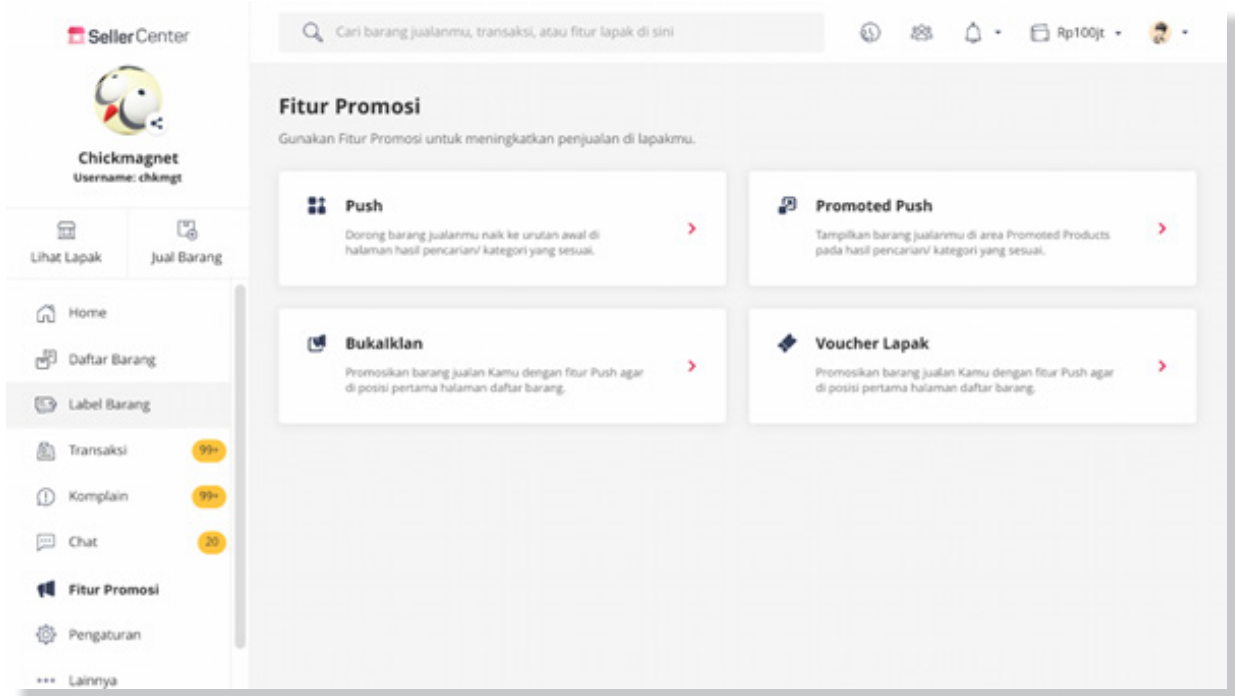 SellerCenter
Chickmagnet
Username: chkmgt
Lihat Lapak
Jual Barang
Home
Daftar Barang
Label Barang
Transaksi 99+
Komplain 99+
Chat 20
Fitur Promosi
Pengaturan
Lainnya
Cari barang jualanmu, transaksi, atau fitur lapak di sini
Rp100jt
Fitur Promosi
Gunakan Fitur Promosi untuk meningkatkan penjualan di lapakmu.
Push
Dorong barang jualanmu naik ke urutan awal di
halaman hasil pencarian/ kategori yang sesuai.
Promoted Push
Tampilkan barang jualanmu di area Promoted Products
pada hasil pencarian/ kategori yang sesuai.
BukaIklan
Promosikan barang jualan Kamu dengan fitur Push agar
di posisi pertama halaman daftar barang.
Voucher Lapak
Promosikan barang jualan Kamu dengan fitur Push agar
di posisi pertama halaman daftar barang.